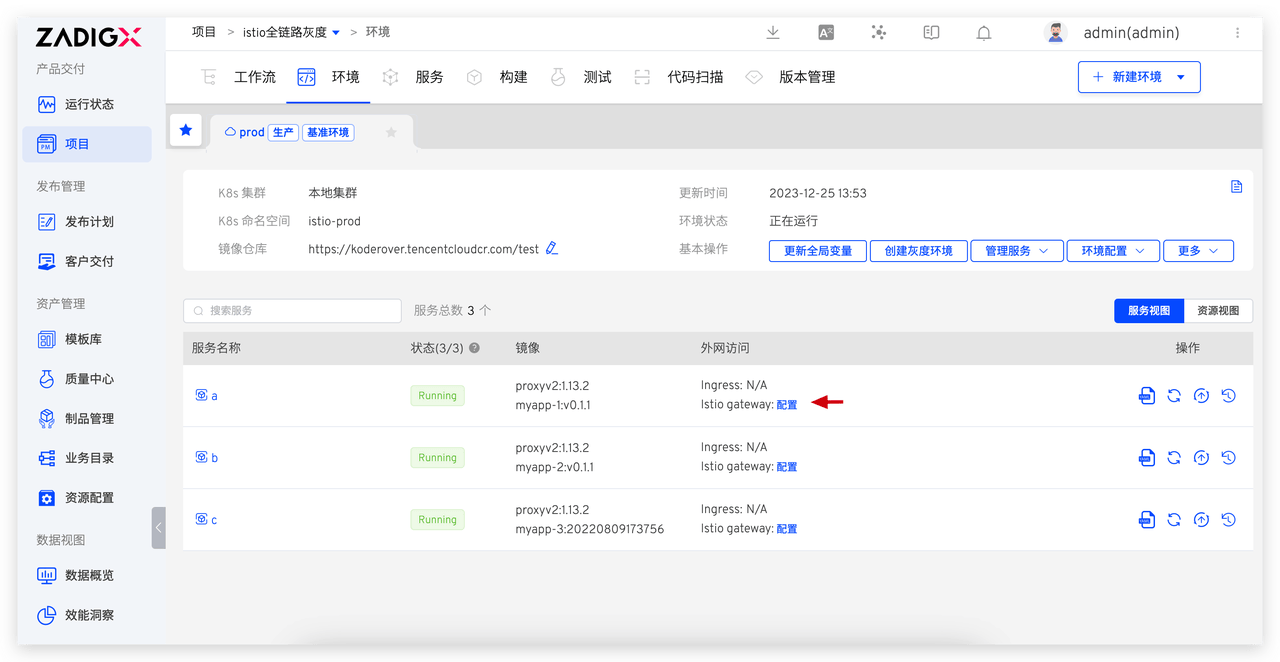 ZADIGX
产品交付
运行状态
项目
发布管理
发布计划
客户交付
资产管理
模板库
质量中心
制品管理
业务目录
资源配置
数据视图
数据概览
效能洞察
项目 > istio全链路灰度 > 环境
admin(admin)
工作流 环境 服务 构建 测试 代码扫描 版本管理
+ 新建环境
prod 生产 基准环境
K8s 集群 本地集群 更新时间 2023-12-25 13:53
K8s 命名空间 istio-prod 环境状态 正在运行
镜像仓库 https://koderover.tencentcloudcr.com/test 基本操作 更新全局变量 创建灰度环境 管理服务 环境配置 更多
搜索服务 服务总数 3 个 服务视图 资源视图
服务名称 状态(3/3) 镜像 外网访问 操作
a Running proxyv2:1.13.2 Ingress: N/A
myapp-1:v0.1.1 Istio gateway: 配置
b Running proxyv2:1.13.2 Ingress: N/A
myapp-2:v0.1.1 Istio gateway: 配置
c Running proxyv2:1.13.2 Ingress: N/A
myapp-3:20220809173756 Istio gateway: 配置